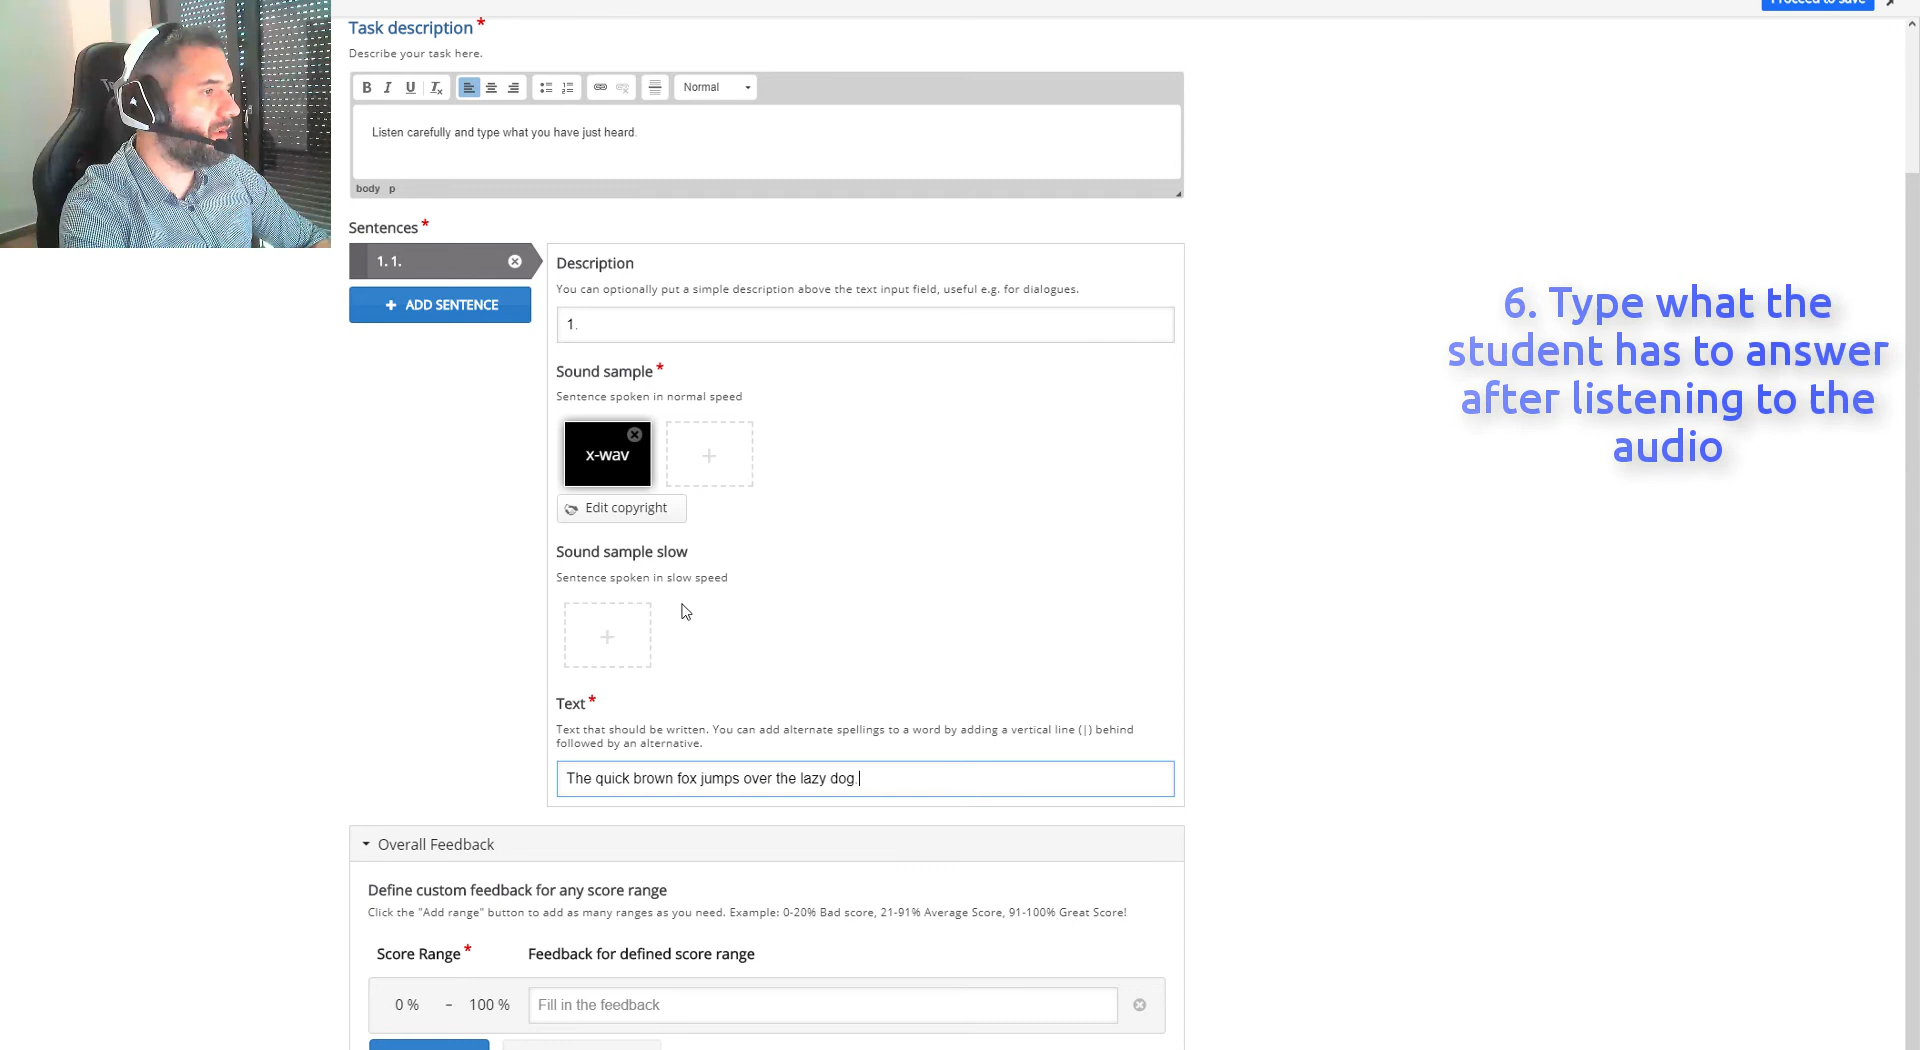 Proceed to save
Task description *
Describe your task here.
B I U Tx Normal
Listen carefully and type what you have just heard.
body p
Sentences *
1. 1.
+ ADD SENTENCE
Description
You can optionally put a simple description above the text input field, useful e.g. for dialogues.
1.
Sound sample *
Sentence spoken in normal speed
x-wav
Edit copyright
Sound sample slow
Sentence spoken in slow speed
Text *
Text that should be written. You can add alternate spellings to a word by adding a vertical line (|) behind
followed by an alternative.
The quick brown fox jumps over the lazy dog.
Overall Feedback
Define custom feedback for any score range
Click the "Add range" button to add as many ranges as you need. Example: 0-20% Bad score, 21-91% Average Score, 91-100% Great Score!
Score Range * Feedback for defined score range
0 % - 100 % Fill in the feedback
6. Type what the
student has to answer
after listening to the
audio